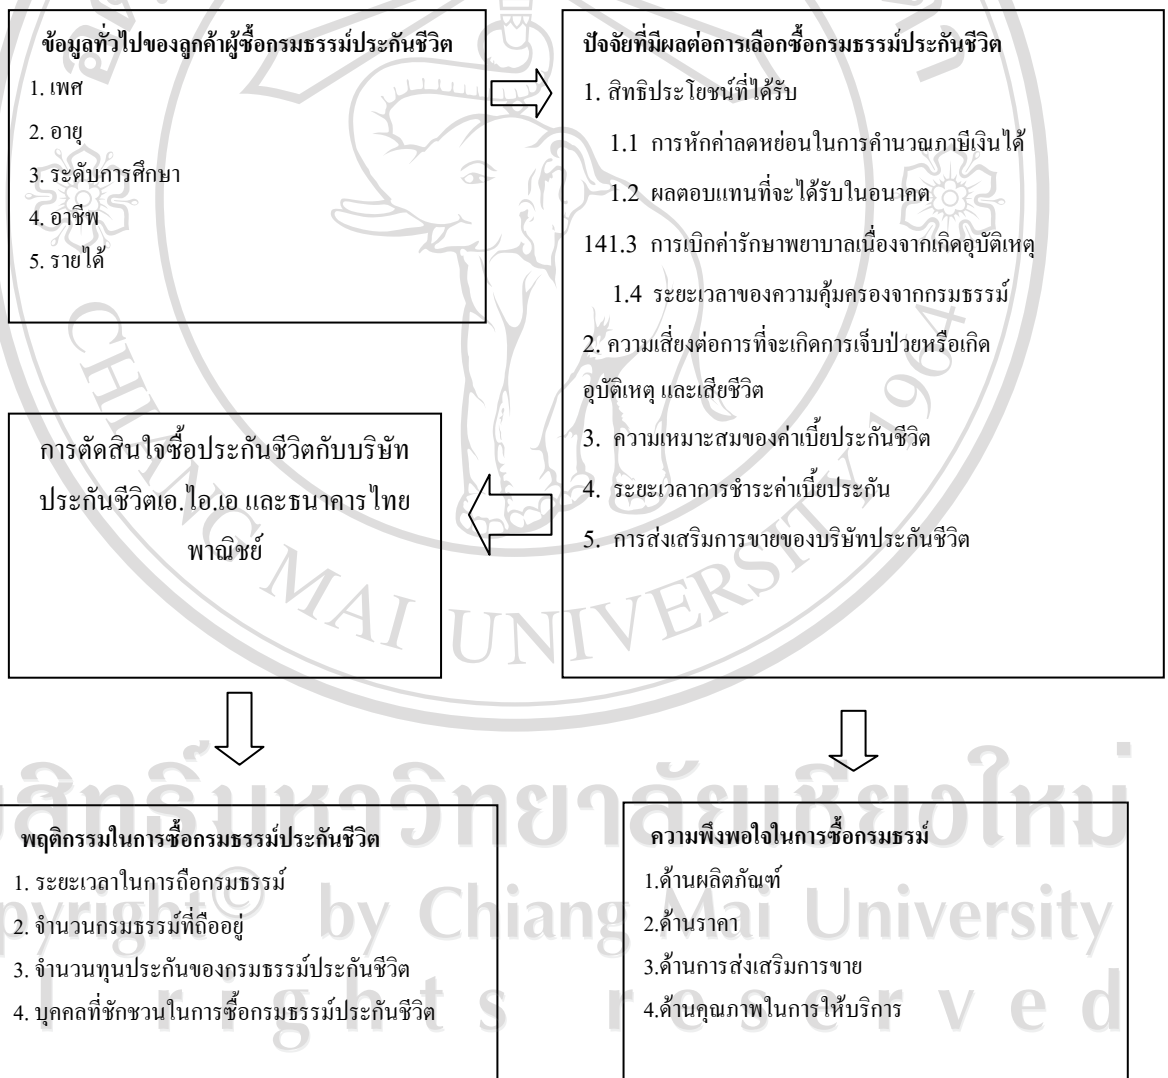 ข้อมูลทั่วไปของลูกค้าผู้ซื้อกรมธรรม์ประกันชีวิต
1. เพศ
2. อายุ
3. ระดับการศึกษา
4. อาชีพ
5. รายได้
ปัจจัยที่มีผลต่อการเลือกซื้อกรมธรรม์ประกันชีวิต
1. สิทธิประโยชน์ที่ได้รับ
1.1 การหักค่าลดหย่อนในการคำนวณภาษีเงินได้
1.2 ผลตอบแทนที่จะได้รับในอนาคต
141.3 การเบิกค่ารักษาพยาบาลเนื่องจากเกิดอุบัติเหตุ
1.4 ระยะเวลาของความคุ้มครองจากกรมธรรม์
2. ความเสี่ยงต่อการที่จะเกิดการเจ็บป่วยหรือเกิด
อุบัติเหตุ และเสียชีวิต
3. ความเหมาะสมของค่าเบี้ยประกันชีวิต
4. ระยะเวลาการชำระค่าเบี้ยประกัน
5. การส่งเสริมการขายของบริษัทประกันชีวิต
การตัดสินใจซื้อประกันชีวิตกับบริษัท
ประกันชีวิตเอ.ไอ.เอ และธนาคารไทย
พาณิชย์
พฤติกรรมในการซื้อกรมธรรม์ประกันชีวิต
1. ระยะเวลาในการถือกรมธรรม์
2. จำนวนกรมธรรม์ที่ถืออยู่
3. จำนวนทุนประกันของกรมธรรม์ประกันชีวิต
4. บุคคลที่ชักชวนในการซื้อกรมธรรม์ประกันชีวิต
ความพึงพอใจในการซื้อกรมธรม์
1.ด้านผลิตภัณฑ์
2.ด้านราคา
3.ด้านการส่งเสริมการขาย
4.ด้านคุณภาพในการให้บริการ
CHIANG MAI UNIVERSITY 1964
สิทธิ์มหาวิทยาลัยเชียงใหม่
pyright© by Chiang Mai University
l rights reserved